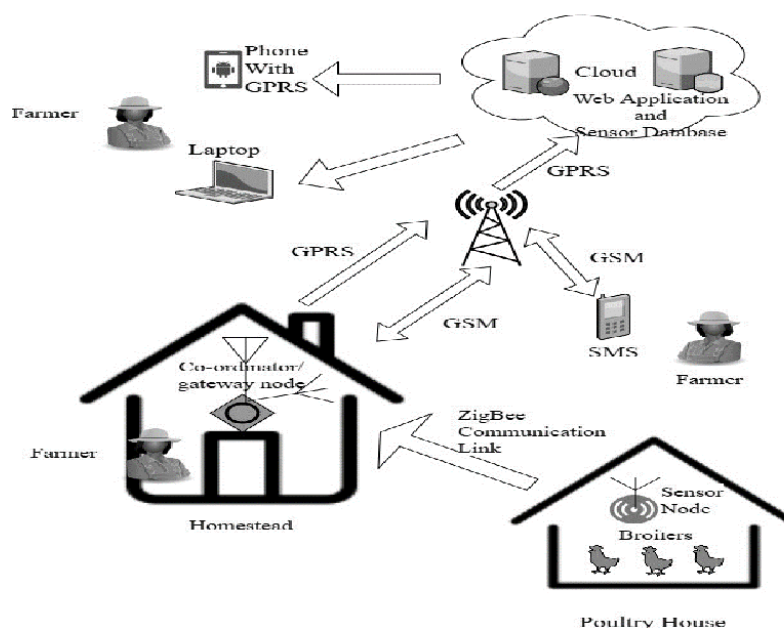 Phone
With
GPRS
Cloud
Web Application
and
Sensor Database
Farmer
Laptop
GPRS
GPRS
GSM
GSM
SMS
Farmer
Co-ordinator/
gateway node
ZigBee
Communication
Link
Farmer
Homestead
Sensor
Node
Broilers
Poultry House